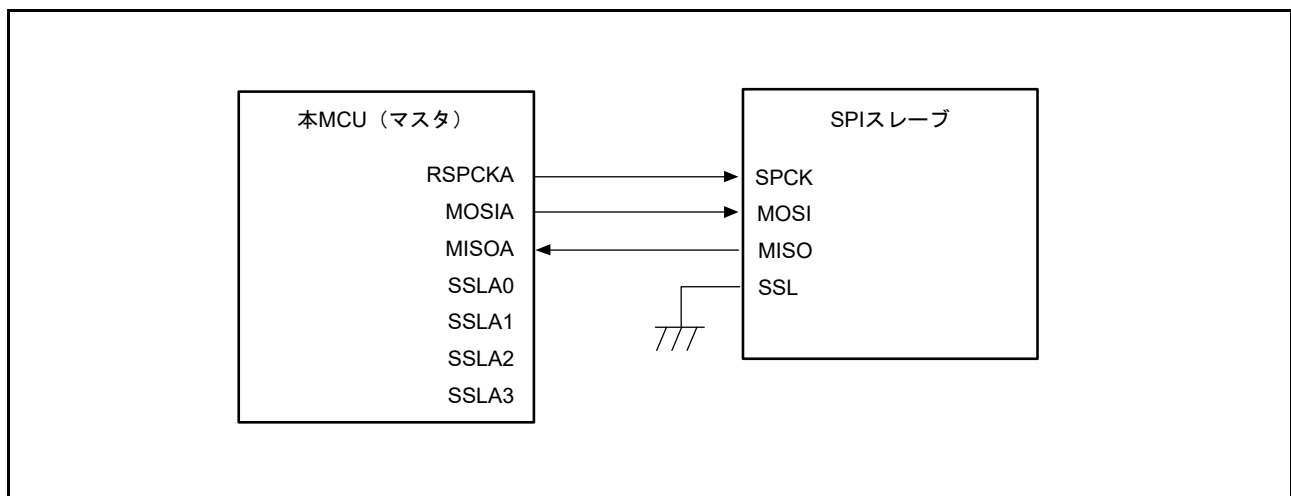 本MCU（マスタ）
RSPCKA
MOSIA
MISOA
SSLA0
SSLA1
SSLA2
SSLA3
SPIスレーブ
SPCK
MOSI
MISO
SSL